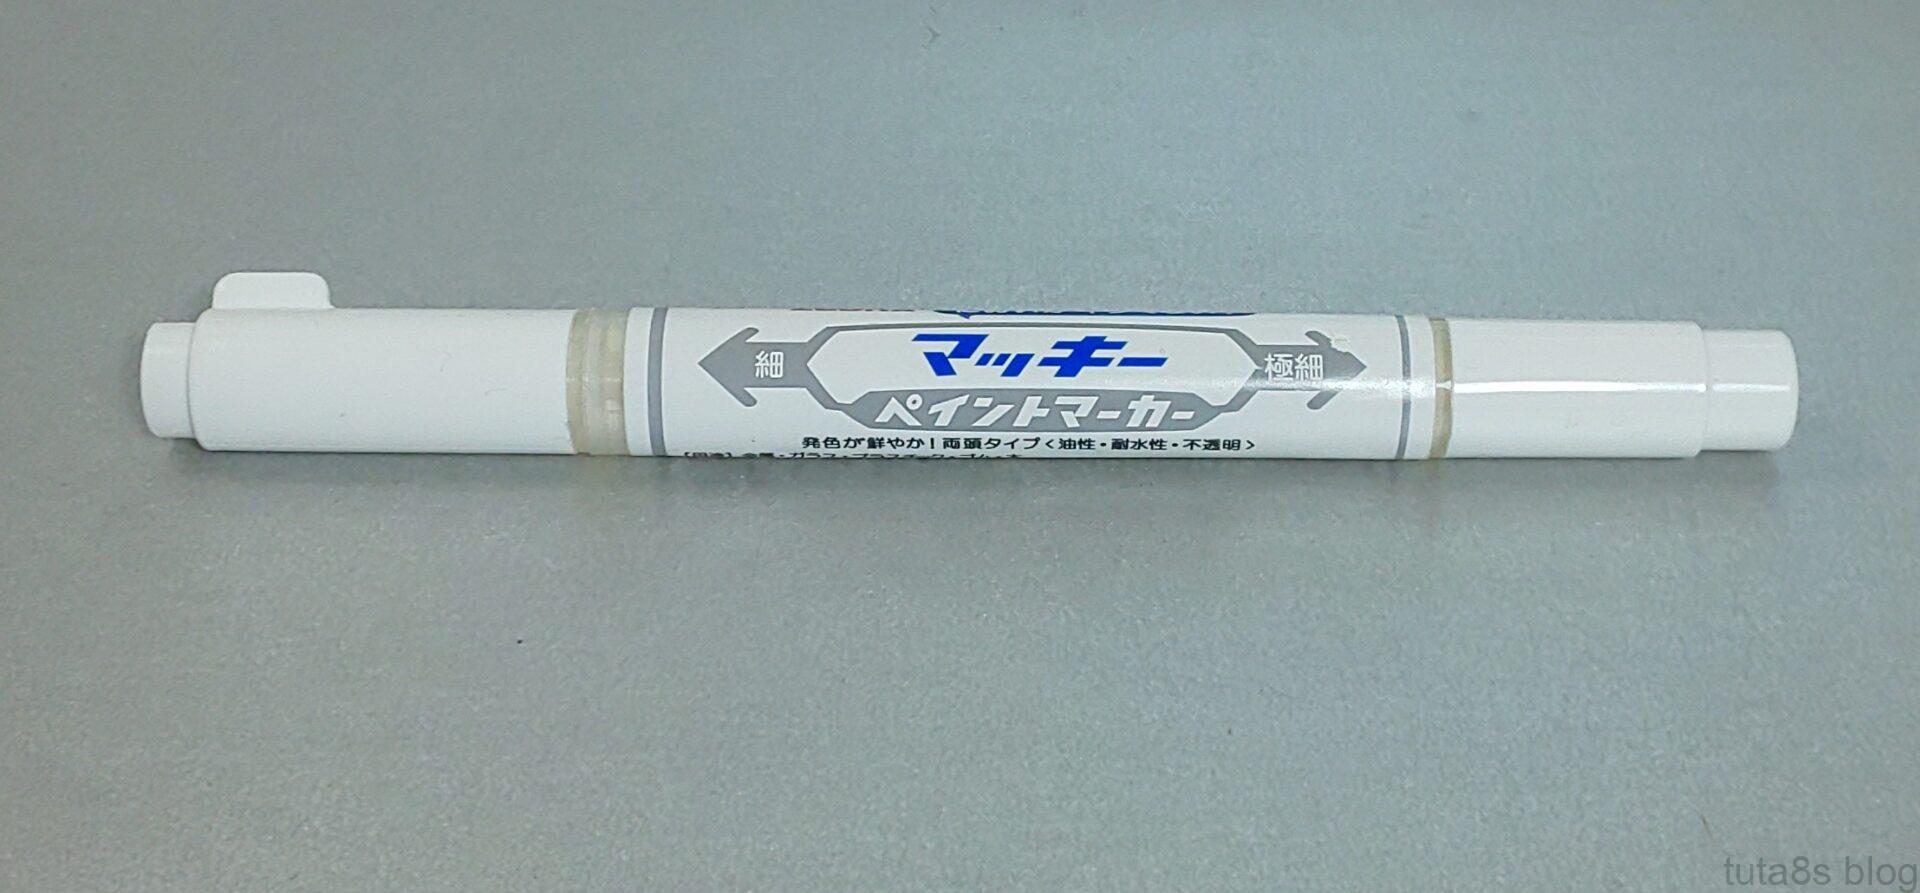 細
マッキー
極細
ペイントマーカー
発色が鮮やか！両頭タイプ＜油性・耐水性・不透明＞
tuta8s blog